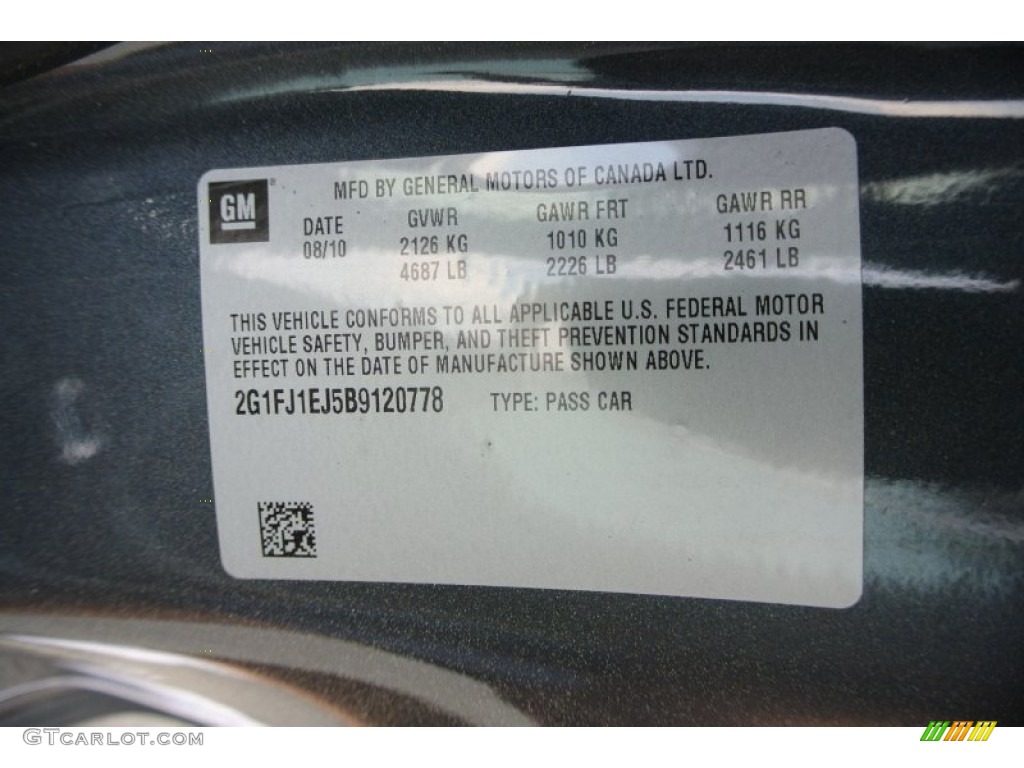 GM
MFD BY GENERAL MOTORS OF CANADA LTD.
DATE GVWR GAWR FRT GAWR RR
08/10 2126 KG 1010 KG 1116 KG
4687 LB 2226 LB 2461 LB
THIS VEHICLE CONFORMS TO ALL APPLICABLE U.S. FEDERAL MOTOR
VEHICLE SAFETY, BUMPER, AND THEFT PREVENTION STANDARDS IN
EFFECT ON THE DATE OF MANUFACTURE SHOWN ABOVE.
2G1FJ1EJ5B9120778 TYPE: PASS CAR
GTCARLOT.COM